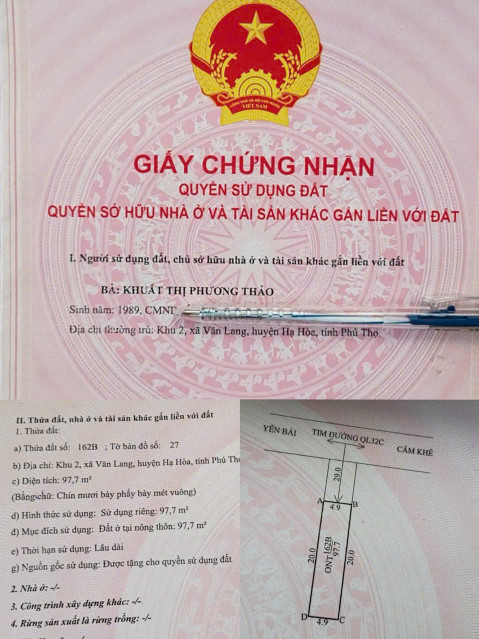 CỘNG HÒA XÃ HỘI CHỦ NGHĨA
VIỆT NAM
GIẤY CHỨNG NHẬN
QUYỀN SỬ DỤNG ĐẤT
QUYỀN SỞ HỮU NHÀ Ở VÀ TÀI SẢN KHÁC GẮN LIỀN VỚI ĐẤT
I. Người sử dụng đất, chủ sở hữu nhà ở và tài sản khác gắn liền với đất
BÀ: KHUẤT THỊ PHƯƠNG THẢO
Sinh năm: 1989, CMNT
Địa chỉ thường trú: Khu 2, xã Văn Lang, huyện Hạ Hòa, tỉnh Phú Thọ.
II. Thửa đất, nhà ở và tài sản khác gắn liền với đất
1. Thửa đất:
a) Thửa đất số: 162B ; Tờ bản đồ số: 27
b) Địa chỉ: Khu 2, xã Văn Lang, huyện Hạ Hòa, tỉnh Phú Thọ
c) Diện tích: 97,7 m²
(Bằng chữ: Chín mươi bảy phẩy bảy mét vuông)
d) Hình thức sử dụng: Sử dụng riêng: 97,7 m²
đ) Mục đích sử dụng: Đất ở tại nông thôn: 97,7 m²
e) Thời hạn sử dụng: Lâu dài
g) Nguồn gốc sử dụng: Được tặng cho quyền sử dụng đất
2. Nhà ở: -/-
3. Công trình xây dựng khác: -/-
4. Rừng sản xuất là rừng trồng: -/-
YÊN BÁI TIM ĐƯỜNG QL32C CẨM KHÊ
29.0
A B
4.9
20.0 ONT 162B 97.7 20.0
D C
4.9